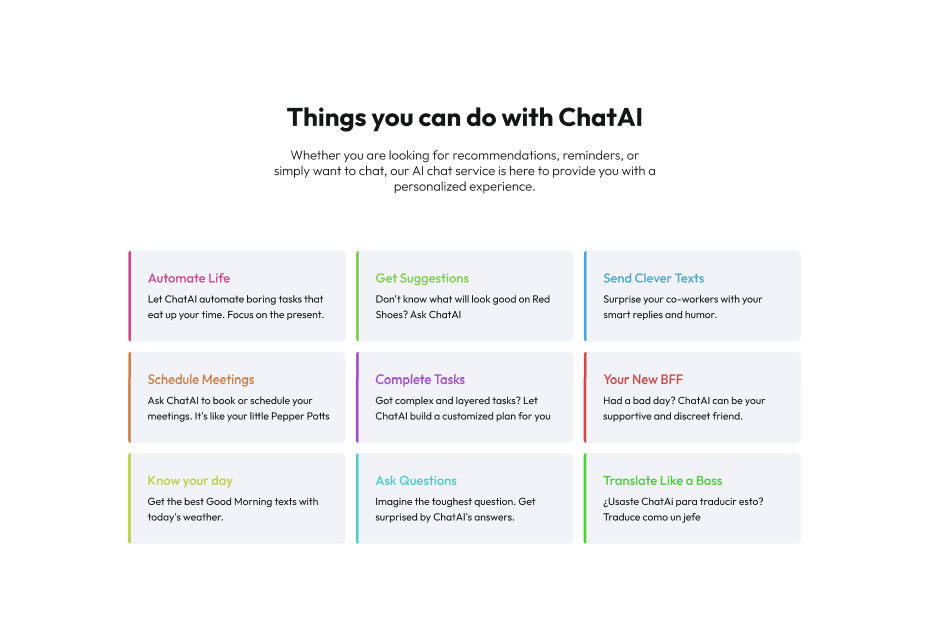 Things you can do with ChatAI
Whether you are looking for recommendations, reminders, or
simply want to chat, our AI chat service is here to provide you with a
personalized experience.
Automate Life
Let ChatAI automate boring tasks that
eat up your time. Focus on the present.
Get Suggestions
Don't know what will look good on Red
Shoes? Ask ChatAI
Send Clever Texts
Surprise your co-workers with your
smart replies and humor.
Schedule Meetings
Ask ChatAI to book or schedule your
meetings. It's like your little Pepper Potts
Complete Tasks
Got complex and layered tasks? Let
ChatAI build a customized plan for you
Your New BFF
Had a bad day? ChatAI can be your
supportive and discreet friend.
Know your day
Get the best Good Morning texts with
today's weather.
Ask Questions
Imagine the toughest question. Get
surprised by ChatAI's answers.
Translate Like a Boss
¿Usaste ChatAi para traducir esto?
Traduce como un jefe